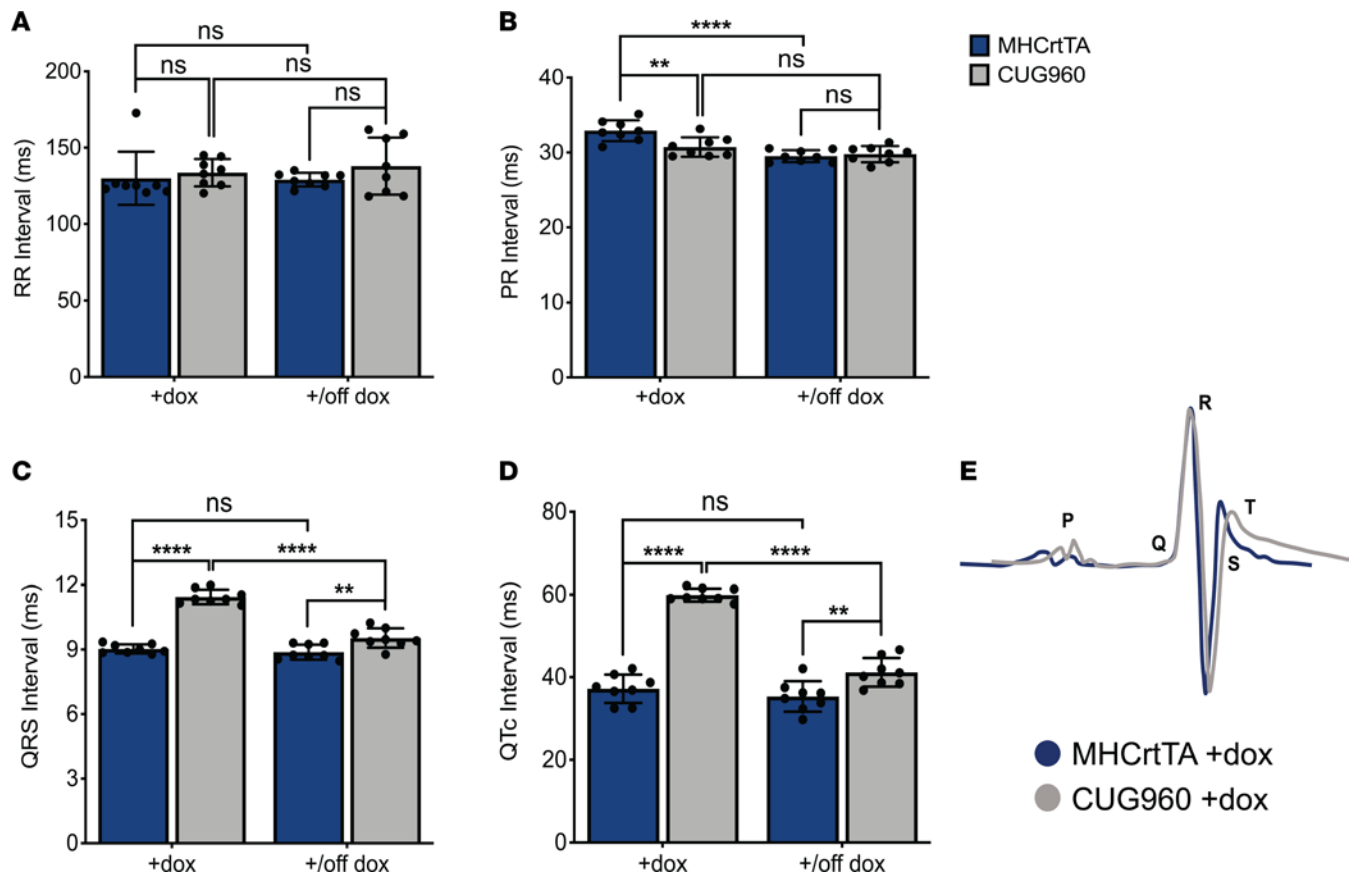 A
RR Interval (ms)
200
150
100
50
0
ns
ns
ns
ns
+dox
+/off dox
B
PR Interval (ms)
40
30
20
10
0
****
**
ns
ns
+dox
+/off dox
MHCrtTA
CUG960
C
QRS Interval (ms)
15
12
9
6
3
0
ns
****
****
**
+dox
+/off dox
D
QTc Interval (ms)
80
60
40
20
0
ns
****
****
**
+dox
+/off dox
E
P
Q
R
S
T
MHCrtTA +dox
CUG960 +dox